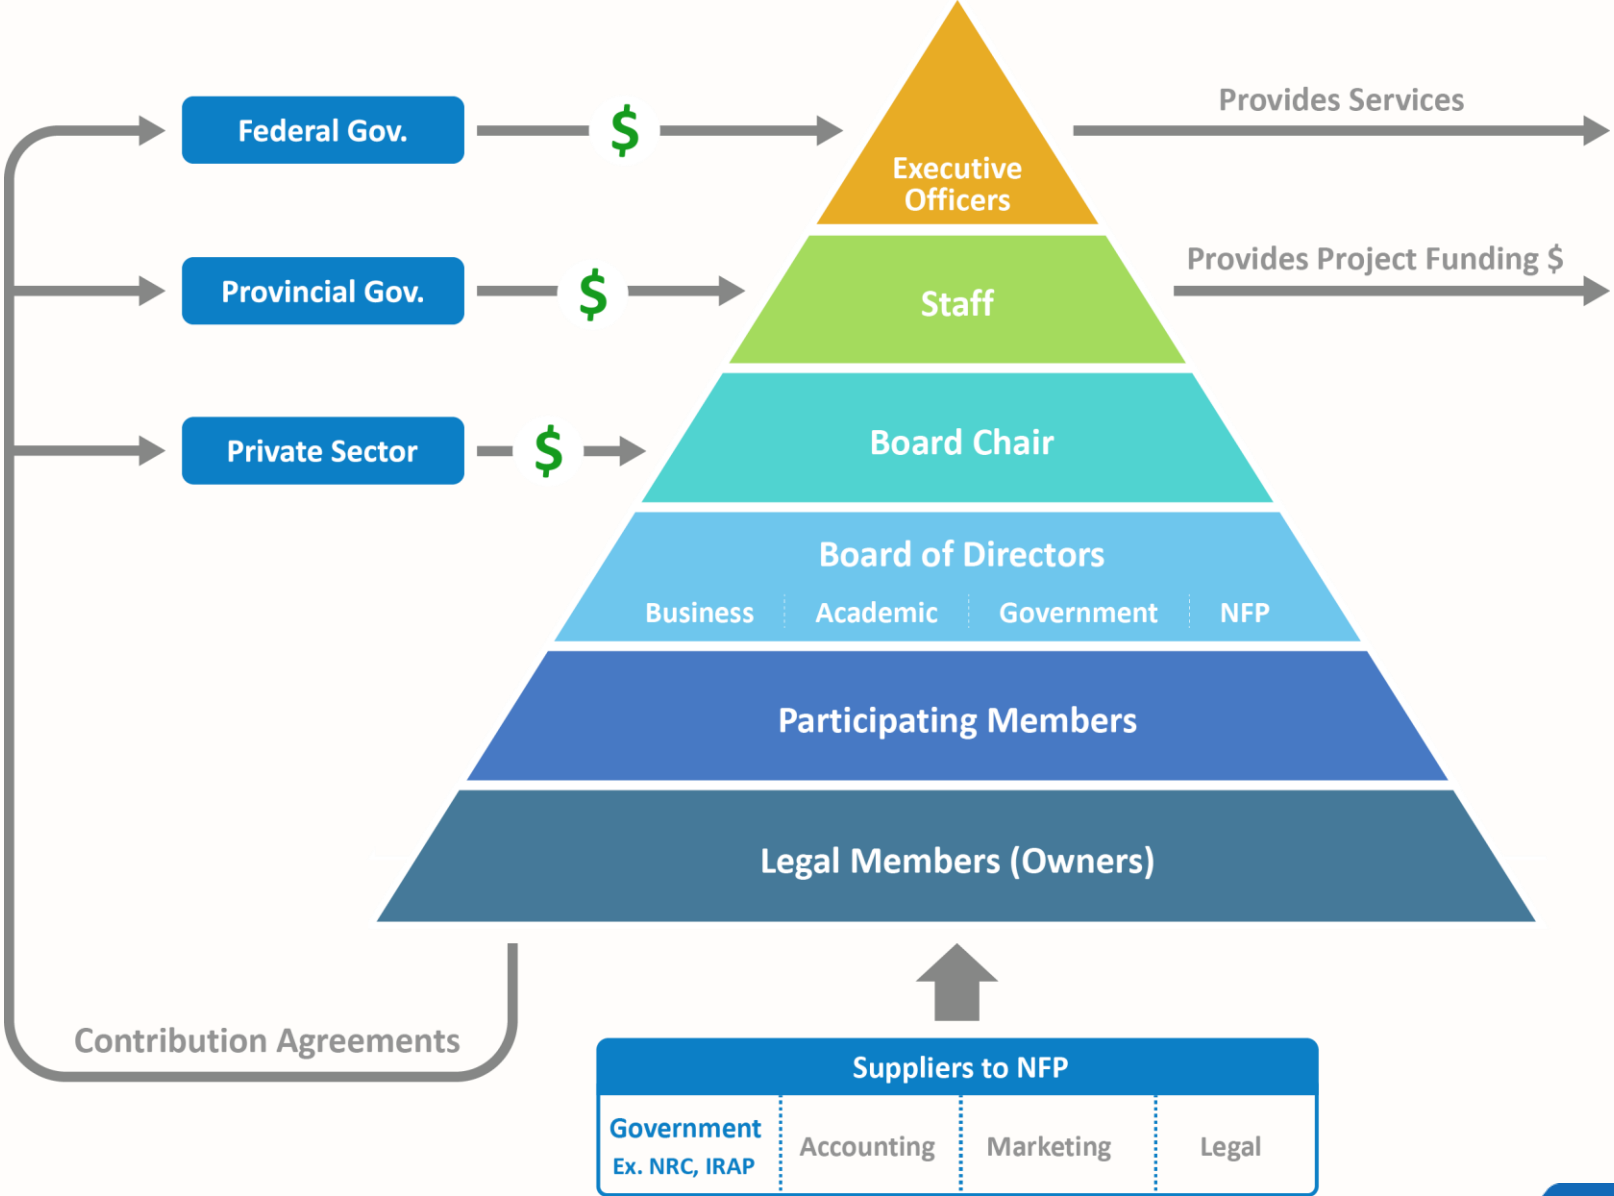 Provides Services
Federal Gov.
$
Executive
Officers
Provides Project Funding $
Provincial Gov.
$
Staff
Private Sector
$
Board Chair
Board of Directors
Business
Academic
Government
NFP
Participating Members
Legal Members (Owners)
Contribution Agreements
Suppliers to NFP
Government
Ex. NRC, IRAP
Accounting
Marketing
Legal